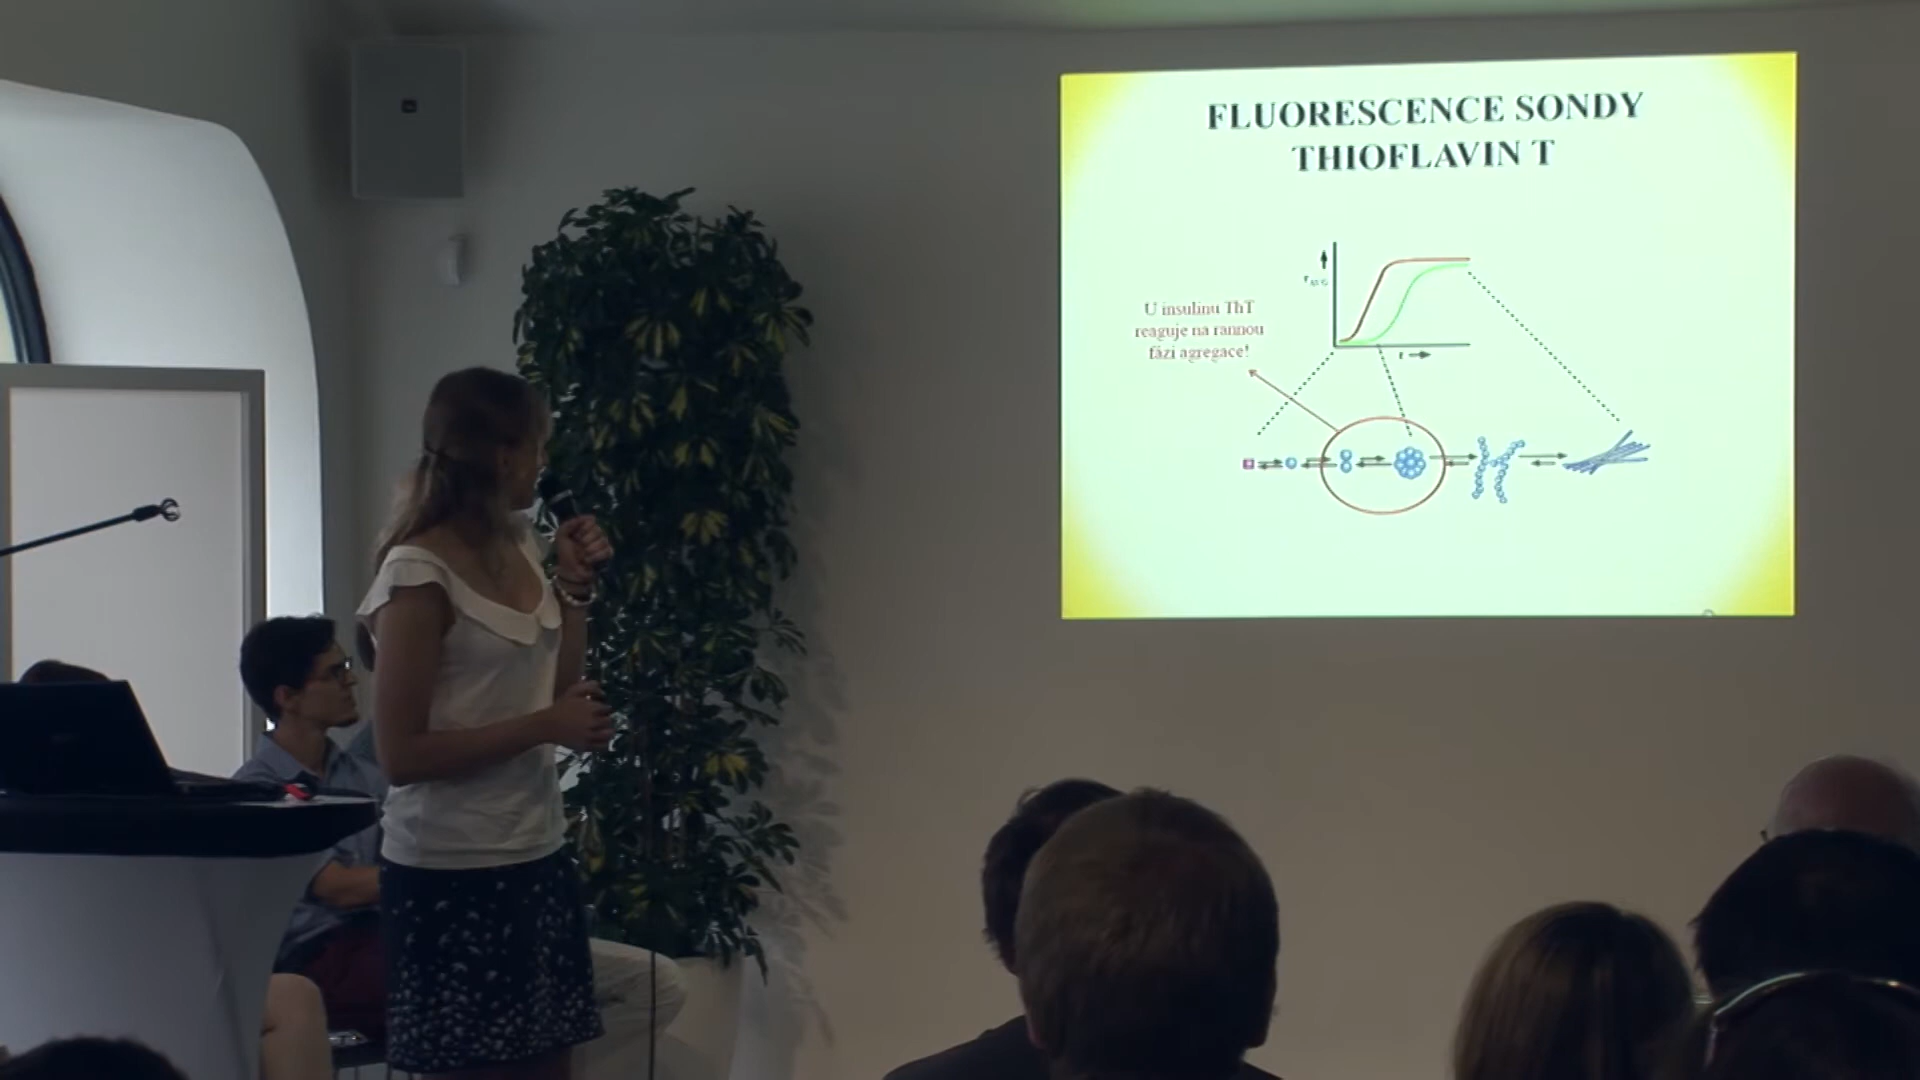 FLUORESCENCE SONDY
THIOFLAVIN T
U insulinu ThT
reaguje na rannou
fázi agregace!
t